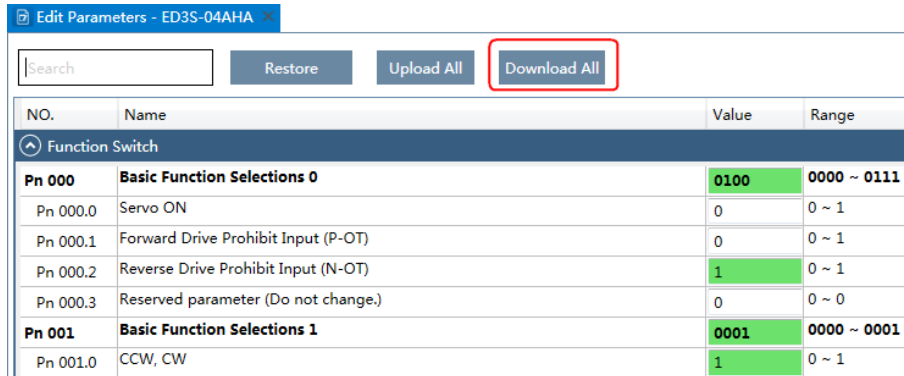 Edit Parameters - ED3S-04AHA ×
Search Restore Upload All Download All
NO. Name Value Range
Function Switch
Pn 000 Basic Function Selections 0 0100 0000 ~ 0111
Pn 000.0 Servo ON 0 0 ~ 1
Pn 000.1 Forward Drive Prohibit Input (P-OT) 0 0 ~ 1
Pn 000.2 Reverse Drive Prohibit Input (N-OT) 1 0 ~ 1
Pn 000.3 Reserved parameter (Do not change.) 0 0 ~ 0
Pn 001 Basic Function Selections 1 0001 0000 ~ 0001
Pn 001.0 CCW, CW 1 0 ~ 1